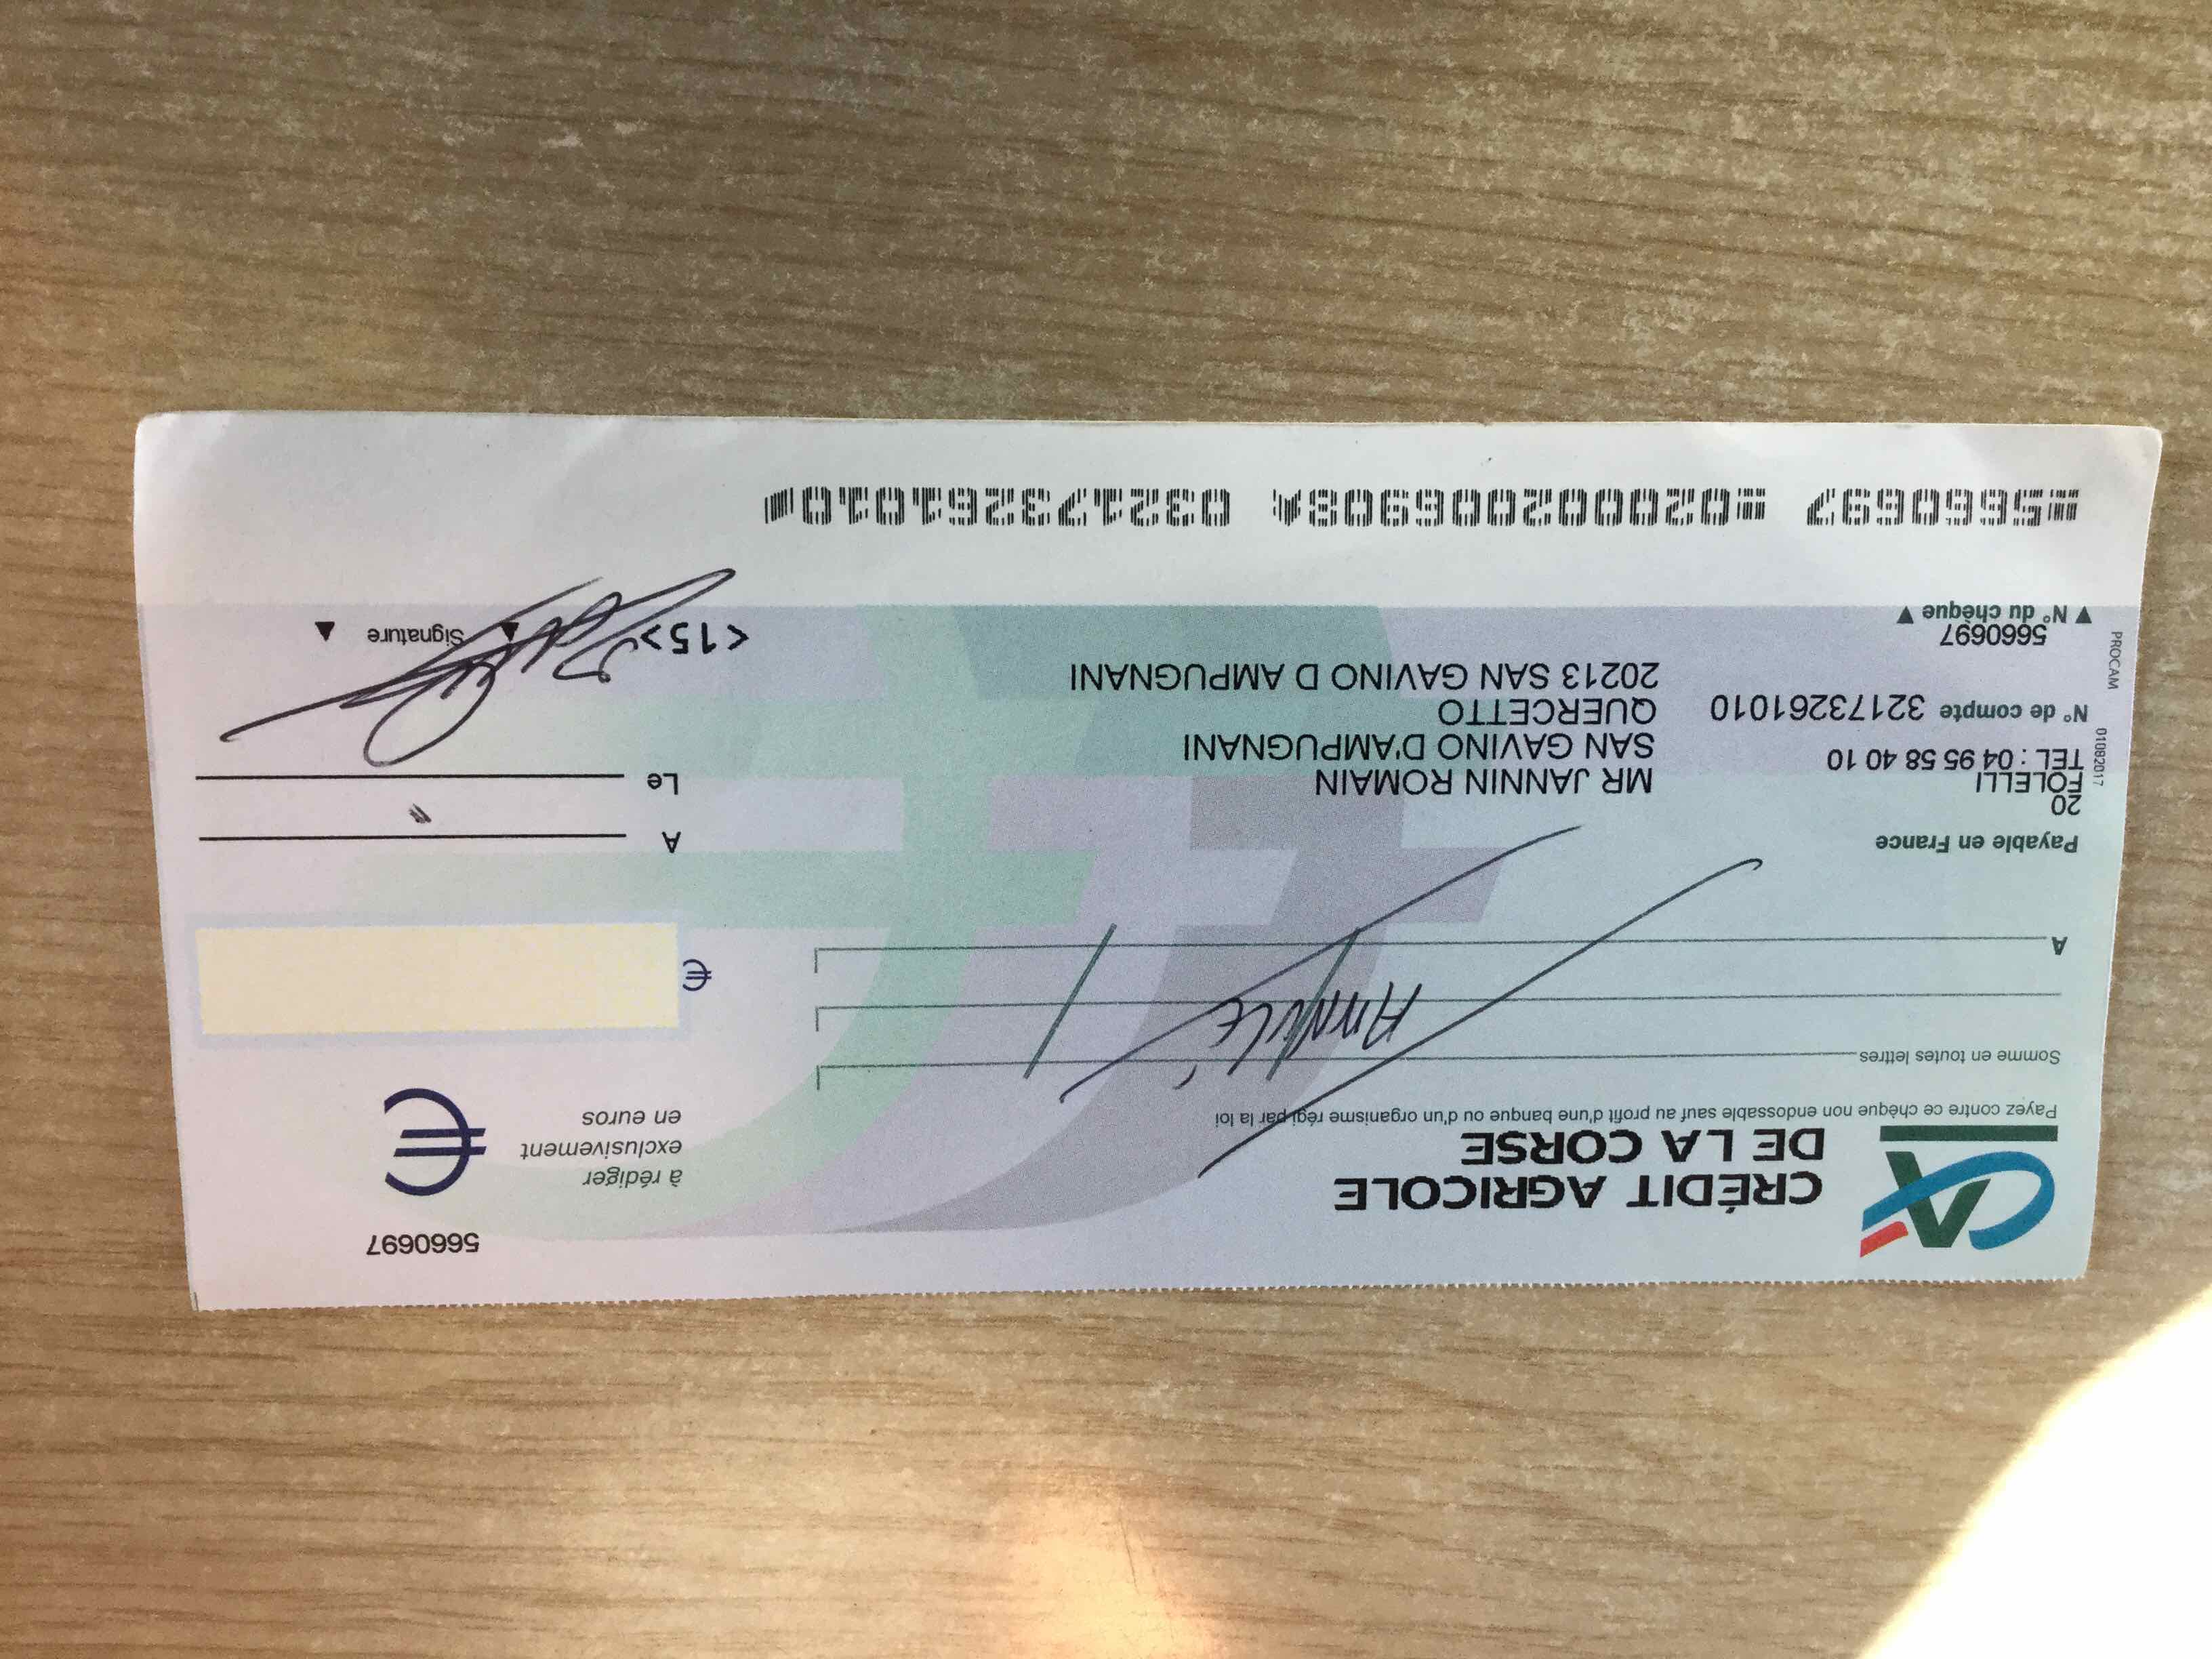 5660697
CRÉDIT AGRICOLE
DE LA CORSE
à rédiger
exclusivement
en euros
€
Payez contre ce chèque non endossable sauf au profit d'une banque ou d'un organisme régi par la loi
Somme en toutes lettres
Annulé
€
A
Payable en France
20
FOLELLI
TEL : 04 95 58 40 10
N° de compte 32173261010
5660697
▼ N° du chèque ▼
PROCAM 01082017
MR JANNIN ROMAIN
SAN GAVINO D'AMPUGNANI
QUERCETTO
20213 SAN GAVINO D AMPUGNANI
A
Le
<15>
Signature
5660697 020002006908 032173261010